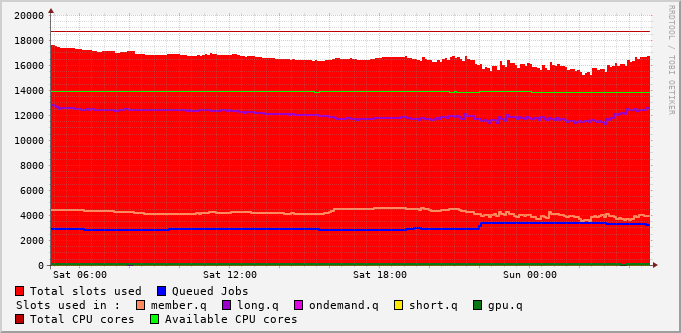 20000
18000
16000
14000
12000
10000
8000
6000
4000
2000
0
Sat 06:00 Sat 12:00 Sat 18:00 Sun 00:00
Total slots used Queued Jobs
Slots used in : member.q long.q ondemand.q short.q gpu.q
Total CPU cores Available CPU cores
RRDTOOL / TOBI OETIKER